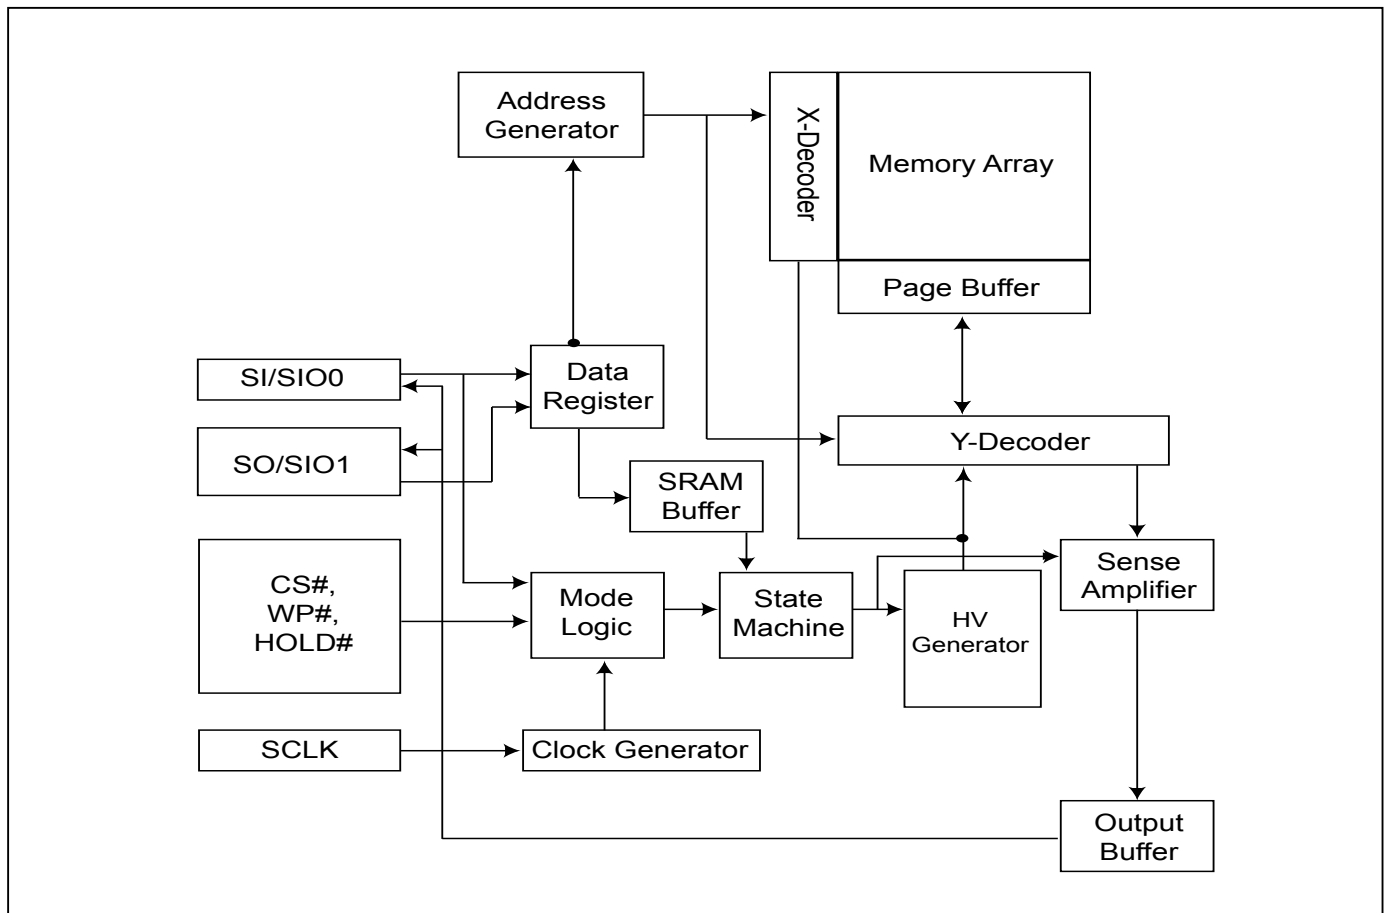 Address
Generator
X-Decoder
Memory Array
Page Buffer
SI/SIO0
Data
Register
SO/SIO1
Y-Decoder
SRAM
Buffer
CS#,
WP#,
HOLD#
Mode
Logic
State
Machine
HV
Generator
Sense
Amplifier
SCLK
Clock Generator
Output
Buffer